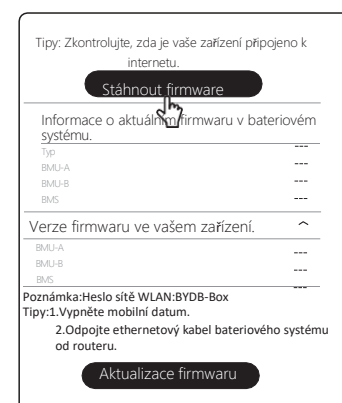 Tipy: Zkontrolujte, zda je vaše zařízení připojeno k
internetu.
Stáhnout firmware
Informace o aktuálním firmwaru v bateriovém
systému.
Typ ---
BMU-A ---
BMU-B ---
BMS ---
Verze firmwaru ve vašem zařízení.
BMU-A ---
BMU-B ---
BMS ---
Poznámka:Heslo sítě WLAN:BYDB-Box
Tipy:1.Vypněte mobilní datum.
2.Odpojte ethernetový kabel bateriového systému
od routeru.
Aktualizace firmwaru